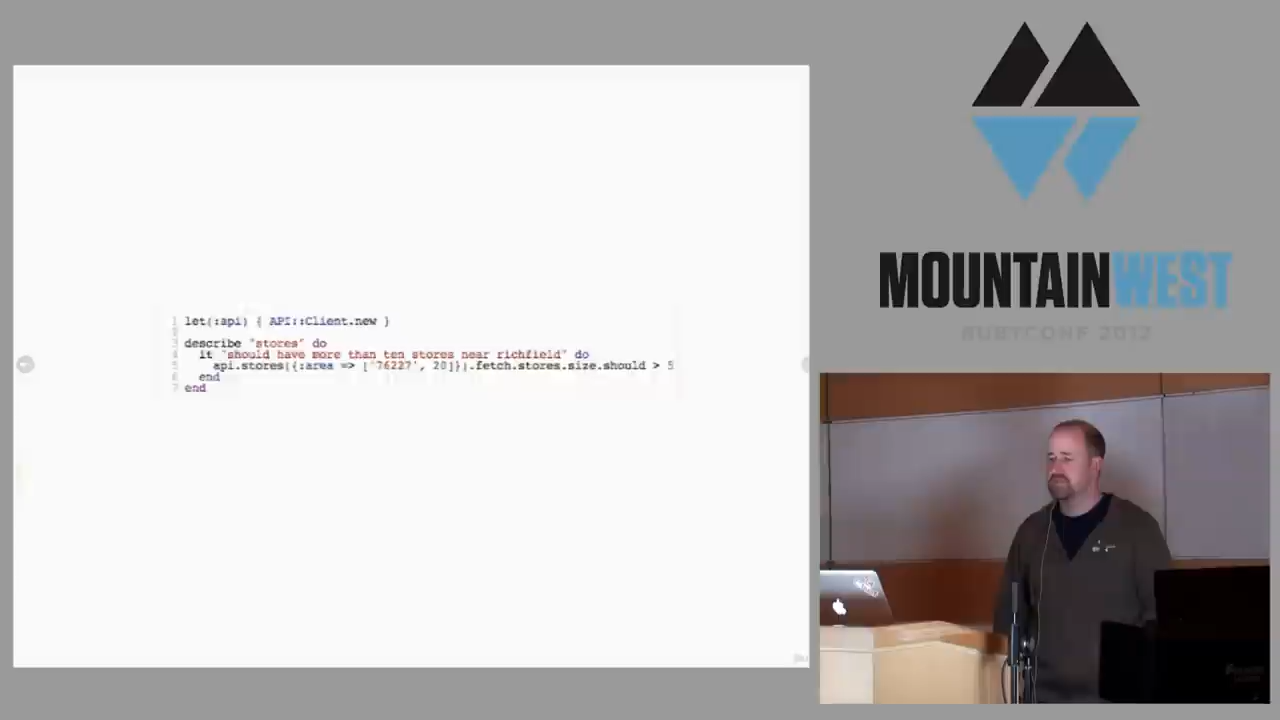 1 let(:api) { API::Client.new }
2
3 describe "stores" do
4 it "should have more than ten stores near richfield" do
5 api.stores({:area => ['76227', 20]}).fetch.stores.size.should > 5
6 end
7 end
MOUNTAINWEST
RUBYCONF 2012